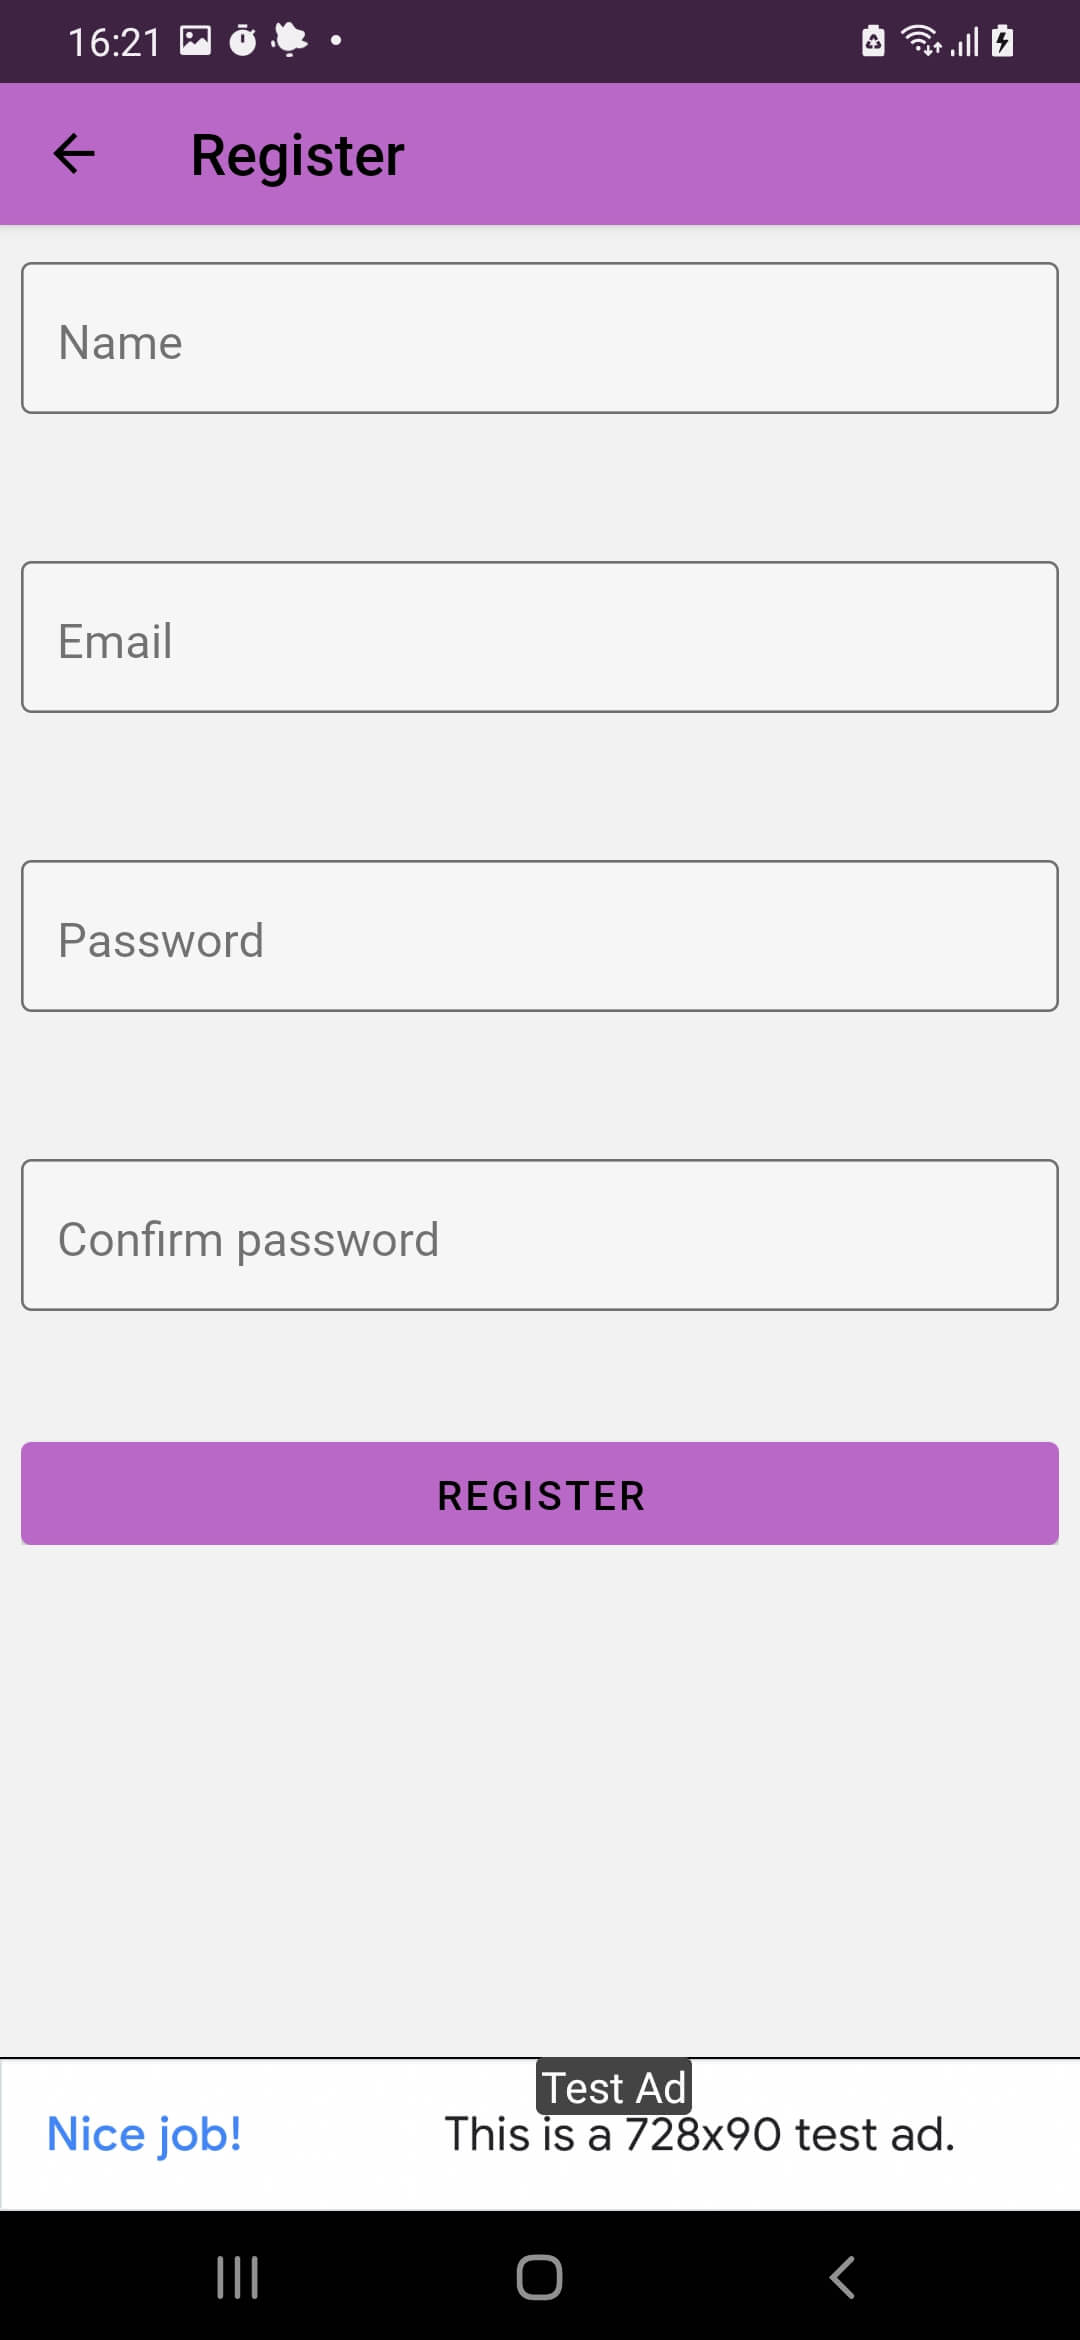 16:21
Register
Name
Email
Password
Confirm password
REGISTER
Test Ad
Nice job! This is a 728x90 test ad.